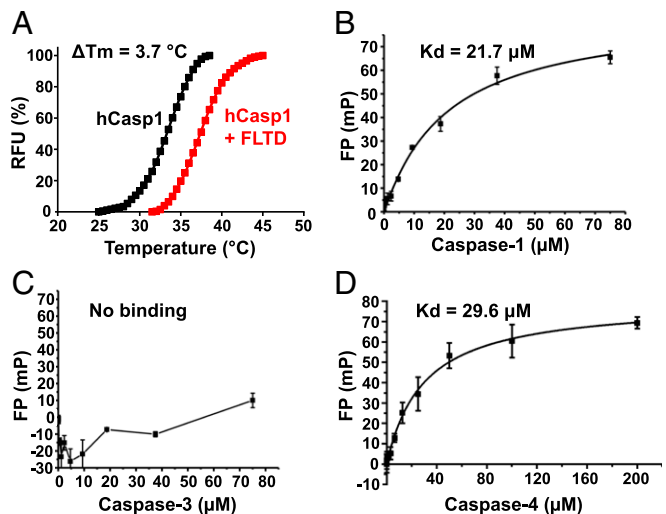 A
ΔTm = 3.7 °C
hCasp1
hCasp1
+ FLTD
RFU (%)
100
80
60
40
20
0
20 25 30 35 40 45 50
Temperature (°C)
B
Kd = 21.7 µM
FP (mP)
70
60
50
40
30
20
10
0
0 10 20 30 40 50 60 70 80
Caspase-1 (µM)
C
No binding
FP (mP)
70
60
50
40
30
20
10
0
-10
-20
-30
0 10 20 30 40 50 60 70 80
Caspase-3 (µM)
D
Kd = 29.6 µM
FP (mP)
80
70
60
50
40
30
20
10
0
-10
40 80 120 160 200
Caspase-4 (µM)